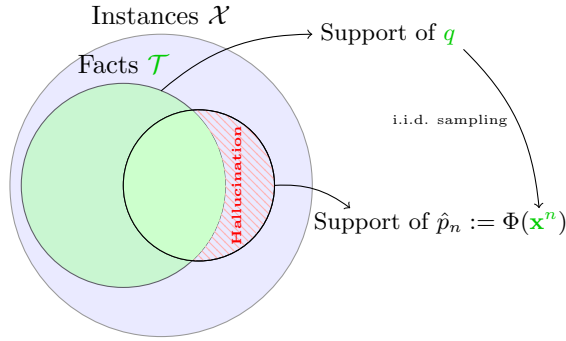 Instances 𝒳
Facts 𝒯
Support of q
i.i.d. sampling
Hallucination
Support of p̂ₙ := Φ(𝐱ⁿ)